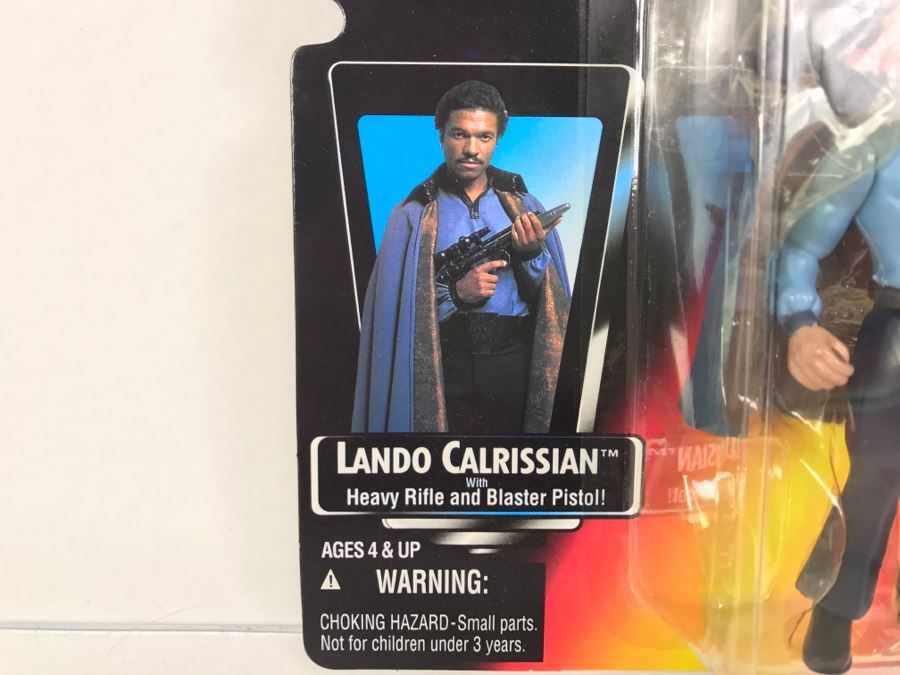 LANDO CALRISSIAN™
With
Heavy Rifle and Blaster Pistol!
AGES 4 & UP
⚠ WARNING:
CHOKING HAZARD-Small parts.
Not for children under 3 years.